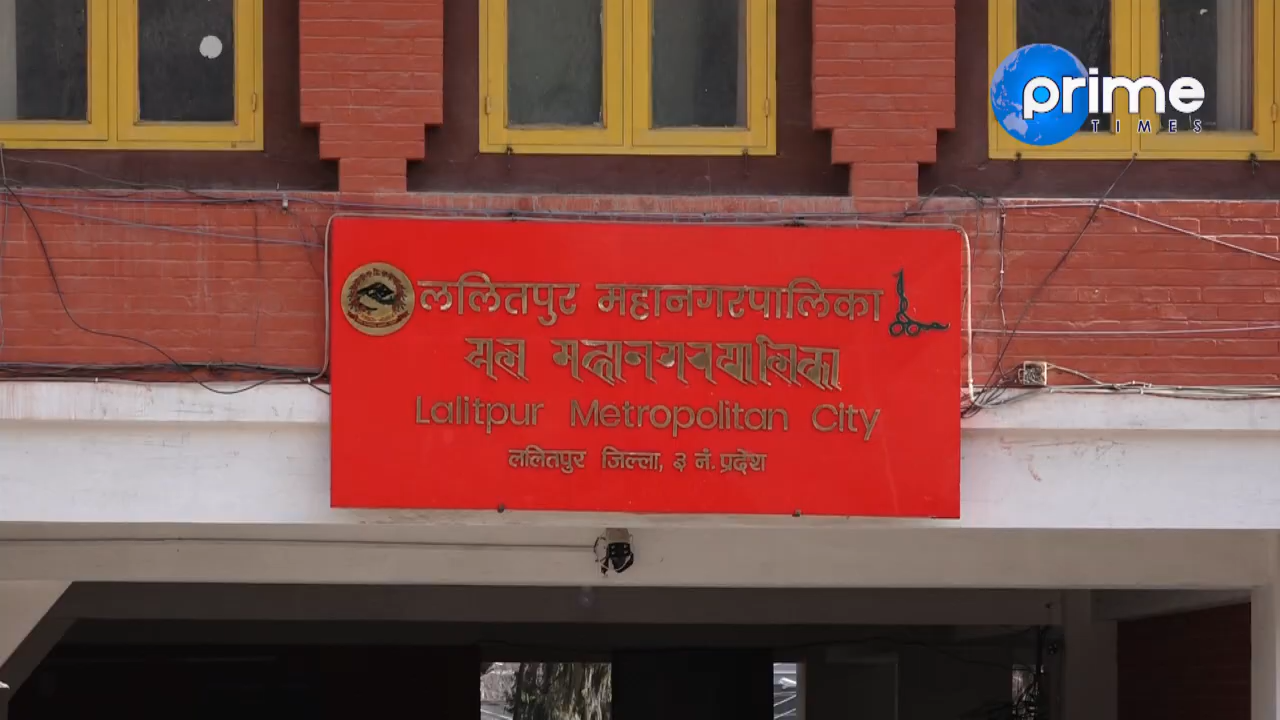 prime
TIMES
ललितपुर महानगरपालिका
Lalitpur Metropolitan City
ललितपुर जिल्ला, ३ नं. प्रदेश